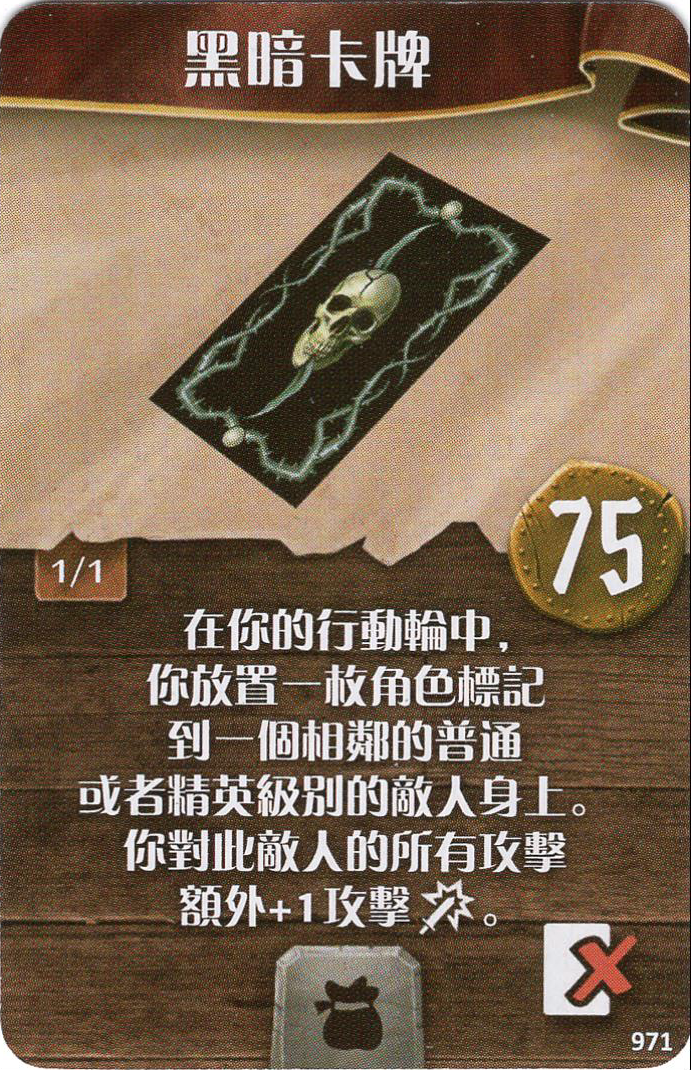 黑暗卡牌
75
1/1
在你的行動輪中，
你放置一枚角色標記
到一個相鄰的普通
或者精英級別的敵人身上。
你對此敵人的所有攻擊
額外+1攻擊。
971